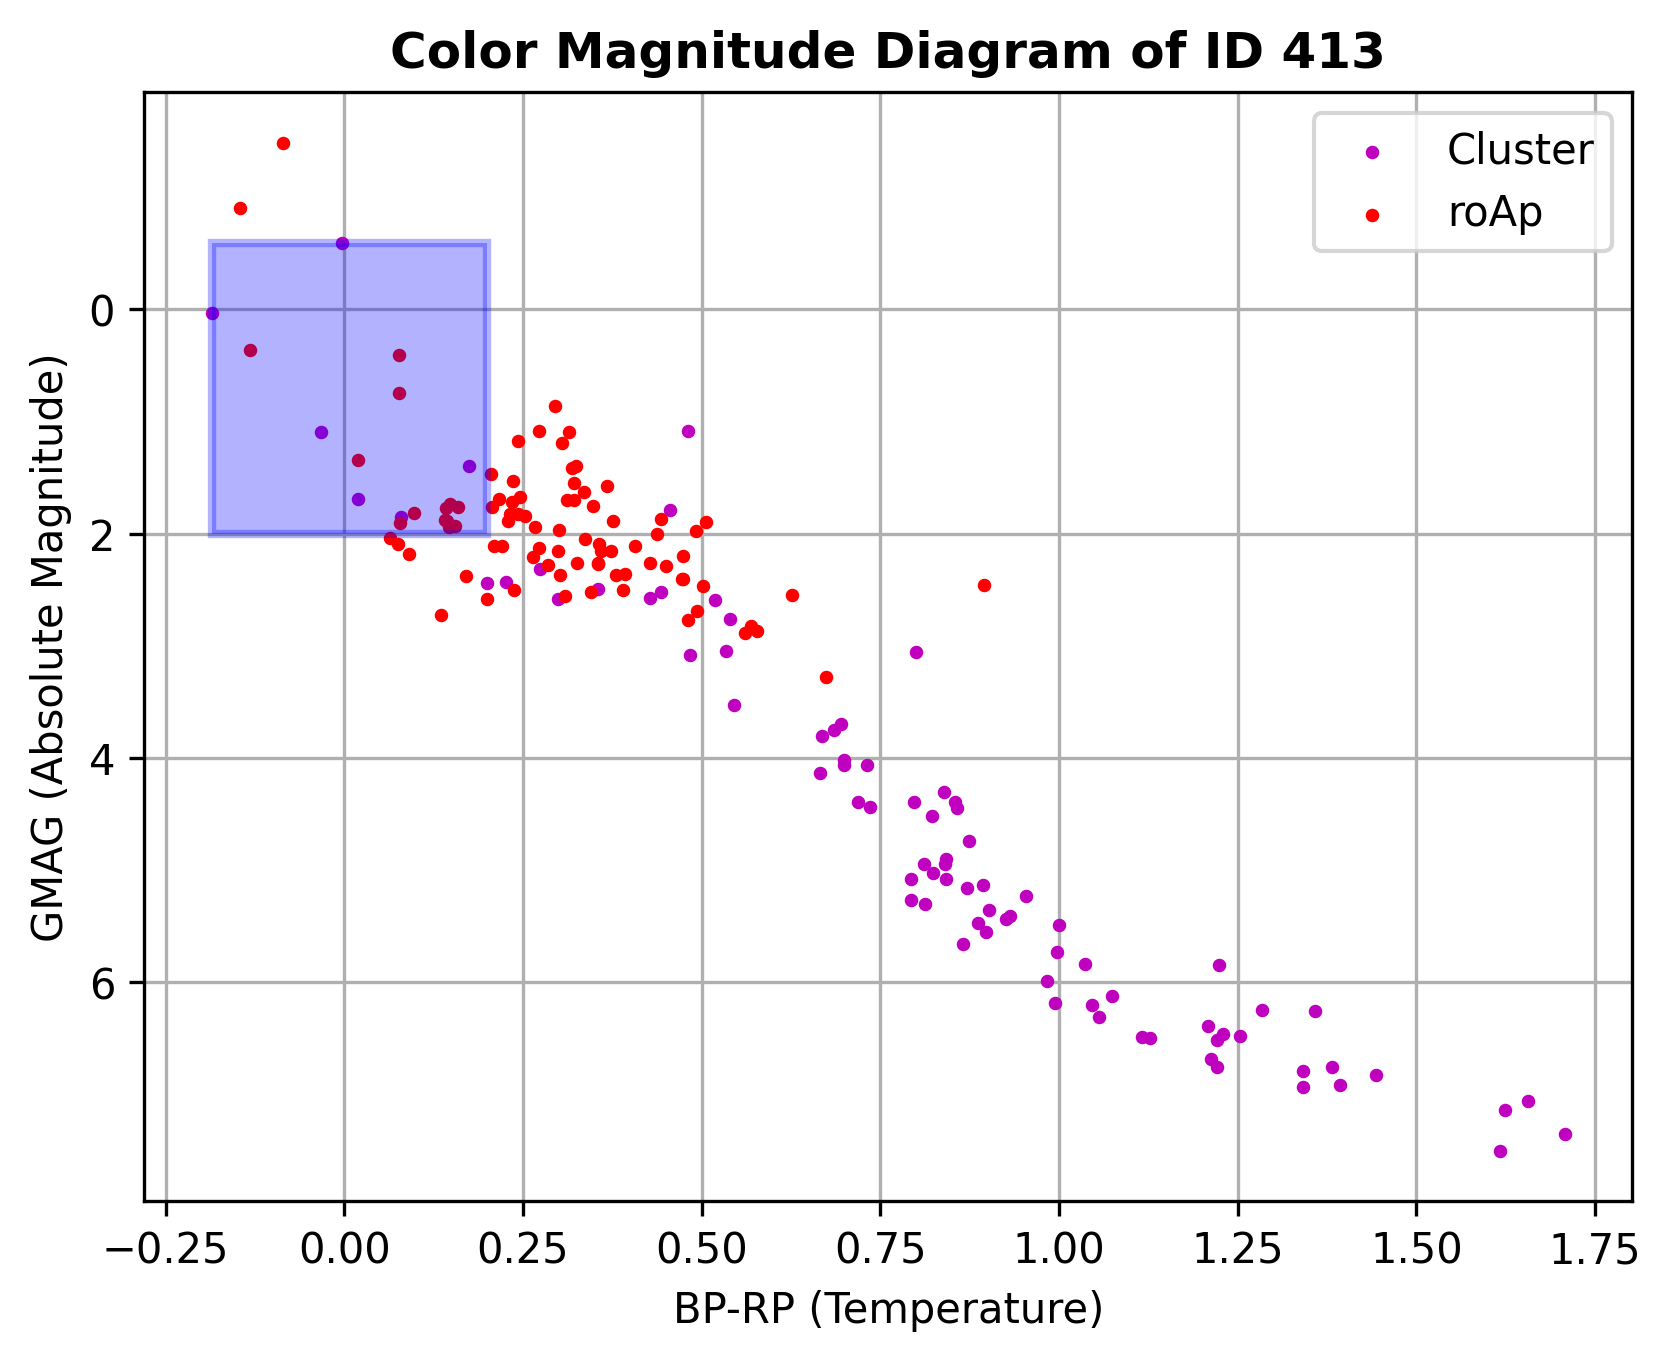 Color Magnitude Diagram of ID 413
Cluster
roAp
GMAG (Absolute Magnitude)
0
2
4
6
−0.25 0.00 0.25 0.50 0.75 1.00 1.25 1.50 1.75
BP-RP (Temperature)